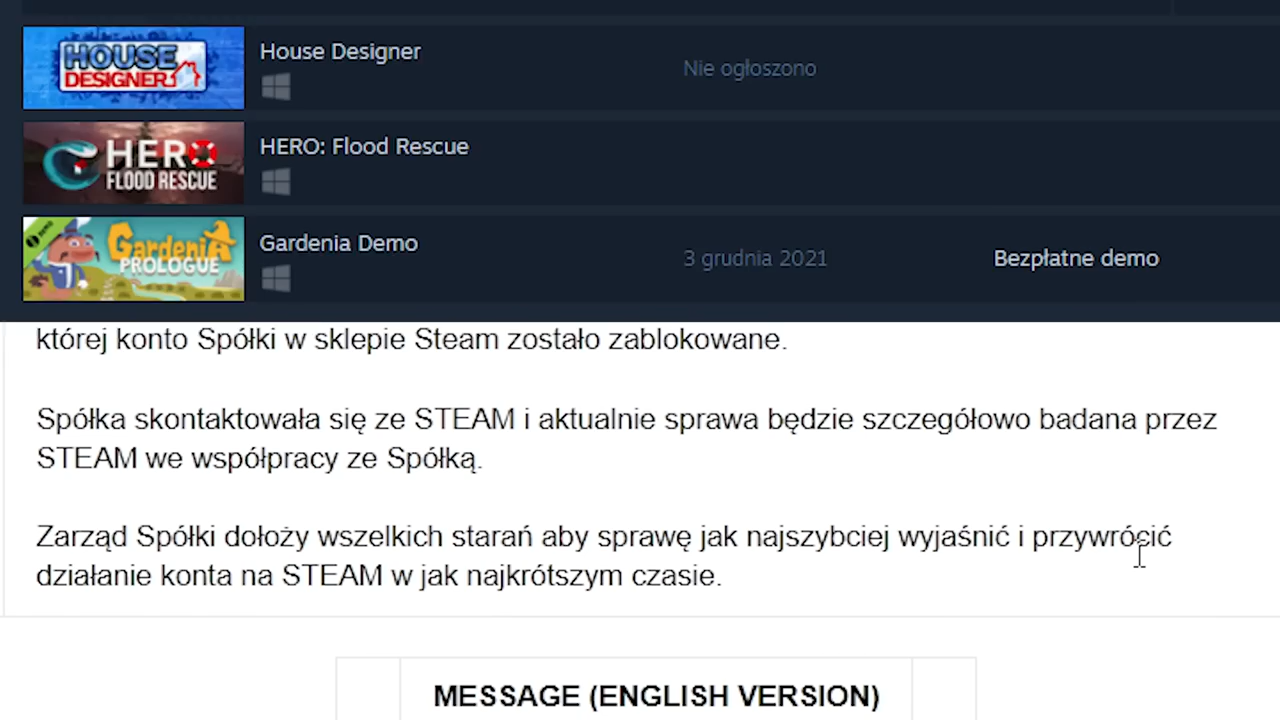 HOUSE
DESIGNER
House Designer
Nie ogłoszono
HERO
FLOOD RESCUE
HERO: Flood Rescue
DEMO
GardeniA
PROLOGUE
Gardenia Demo
3 grudnia 2021
Bezpłatne demo
której konto Spółki w sklepie Steam zostało zablokowane.
Spółka skontaktowała się ze STEAM i aktualnie sprawa będzie szczegółowo badana przez
STEAM we współpracy ze Spółką.
Zarząd Spółki dołoży wszelkich starań aby sprawę jak najszybciej wyjaśnić i przywrócić
działanie konta na STEAM w jak najkrótszym czasie.
MESSAGE (ENGLISH VERSION)